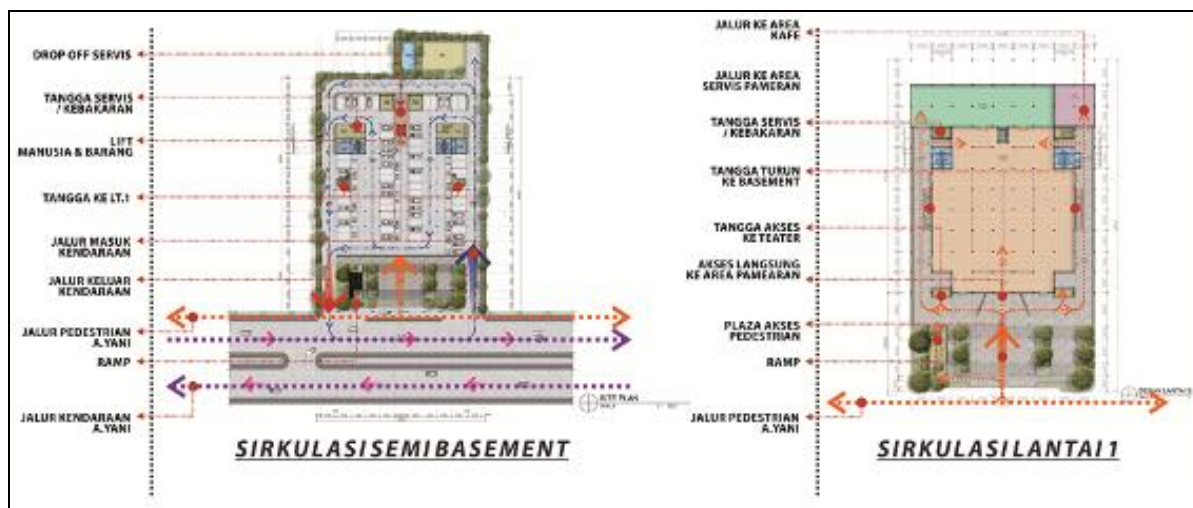 DROP OFF SERVIS
TANGGA SERVIS
/ KEBAKARAN
LIFT
MANUSIA & BARANG
TANGGA KE LT.1
JALUR MASUK
KENDARAAN
JALUR KELUAR
KENDARAAN
JALUR PEDESTRIAN
A.YANI
RAMP
JALUR KENDARAAN
A.YANI
SITE PLAN
SIRKULASI SEMI BASEMENT
JALUR KE AREA
KAFE
JALUR KE AREA
SERVIS PAMERAN
TANGGA SERVIS
/ KEBAKARAN
TANGGA TURUN
KE BASEMENT
TANGGA AKSES
KE TEATER
AKSES LANGSUNG
KE AREA PAMEARAN
PLAZA AKSES
PEDESTRIAN
RAMP
JALUR PEDESTRIAN
A.YANI
SIRKULASI LANTAI 1